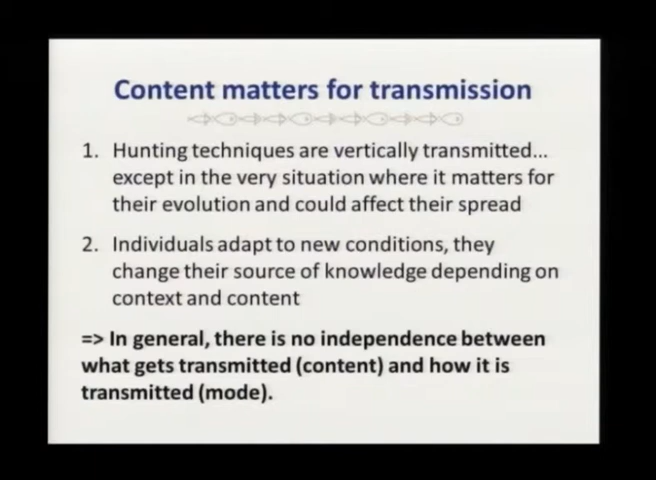 Content matters for transmission
1. Hunting techniques are vertically transmitted...
except in the very situation where it matters for
their evolution and could affect their spread
2. Individuals adapt to new conditions, they
change their source of knowledge depending on
context and content
=> In general, there is no independence between
what gets transmitted (content) and how it is
transmitted (mode).